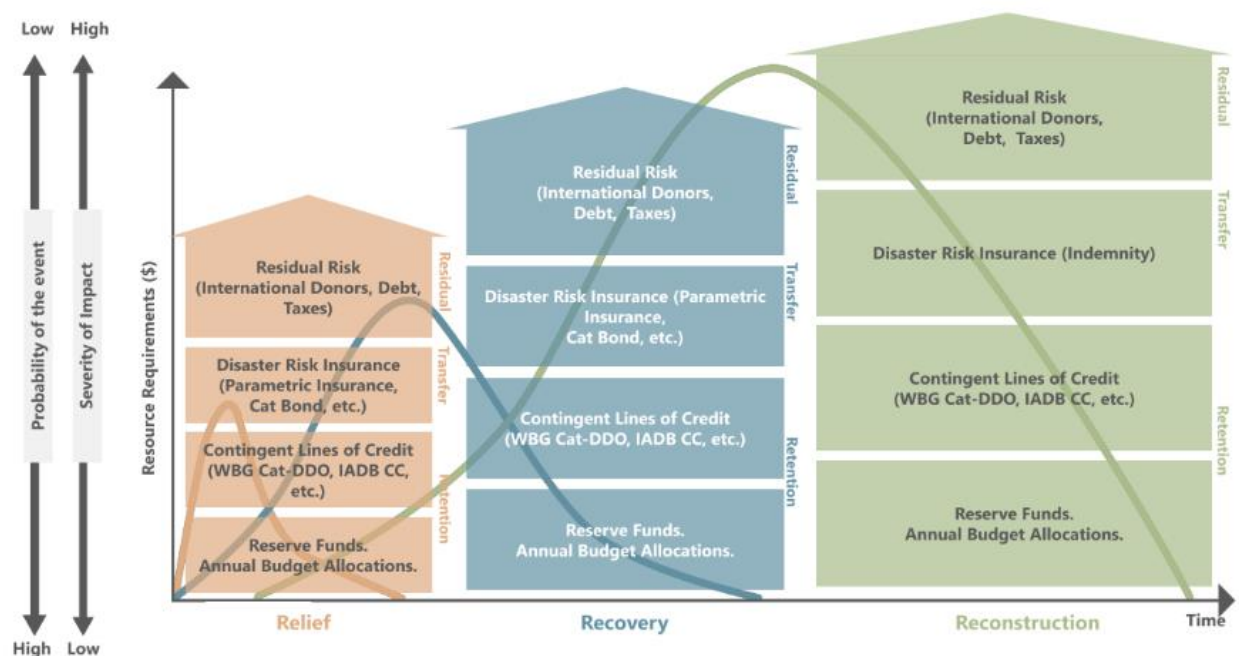 Low
High
Probability of the event
Severity of Impact
High
Low
Resource Requirements ($)
Residual Risk
(International Donors, Debt,
Taxes)
Residual
Disaster Risk Insurance
(Parametric Insurance,
Cat Bond, etc.)
Transfer
Contingent Lines of Credit
(WBG Cat-DDO, IADB CC,
etc.)
Retention
Reserve Funds.
Annual Budget Allocations.
Relief
Residual Risk
(International Donors,
Debt, Taxes)
Residual
Disaster Risk Insurance (Parametric
Insurance,
Cat Bond, etc.)
Transfer
Contingent Lines of Credit
(WBG Cat-DDO, IADB CC, etc.)
Retention
Reserve Funds.
Annual Budget Allocations.
Recovery
Residual Risk
(International Donors,
Debt, Taxes)
Residual
Disaster Risk Insurance (Indemnity)
Transfer
Contingent Lines of Credit
(WBG Cat-DDO, IADB CC, etc.)
Retention
Reserve Funds.
Annual Budget Allocations.
Reconstruction
Time